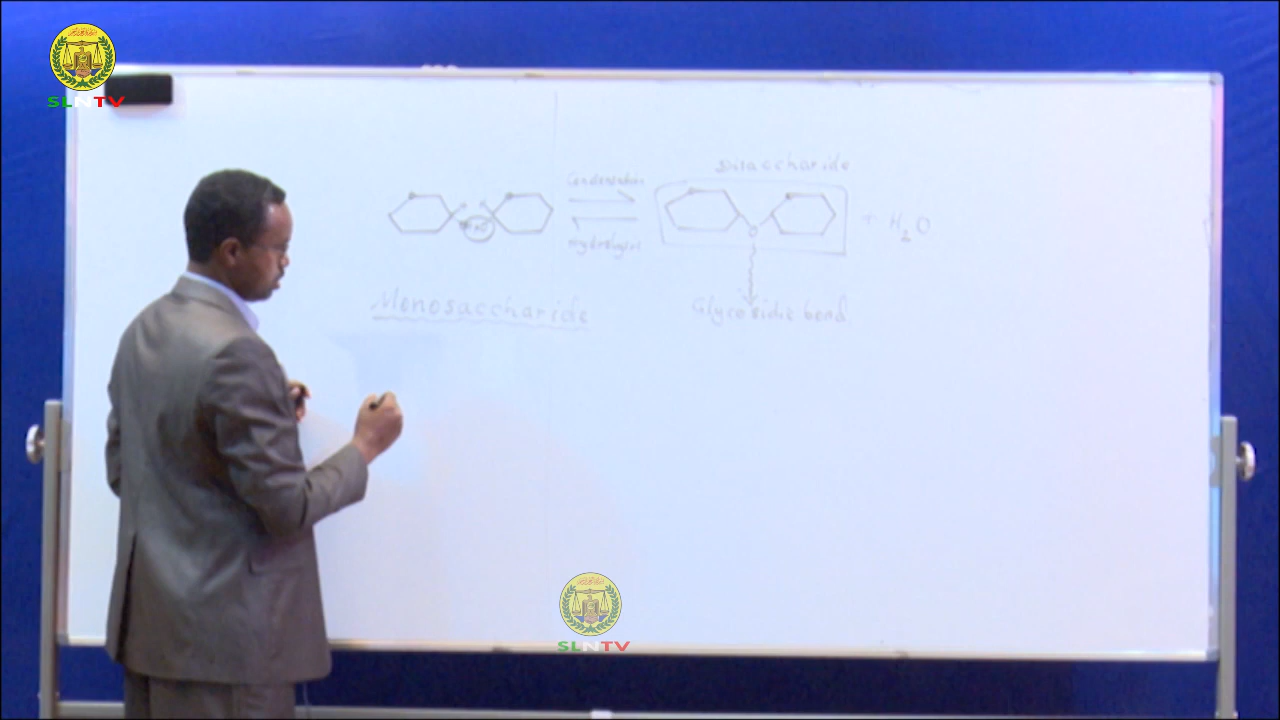 SLNTV
Disaccharide
Condensation
+ H₂O
Hydrolysis
Monosaccharide
Glycosidic bond
SLNTV